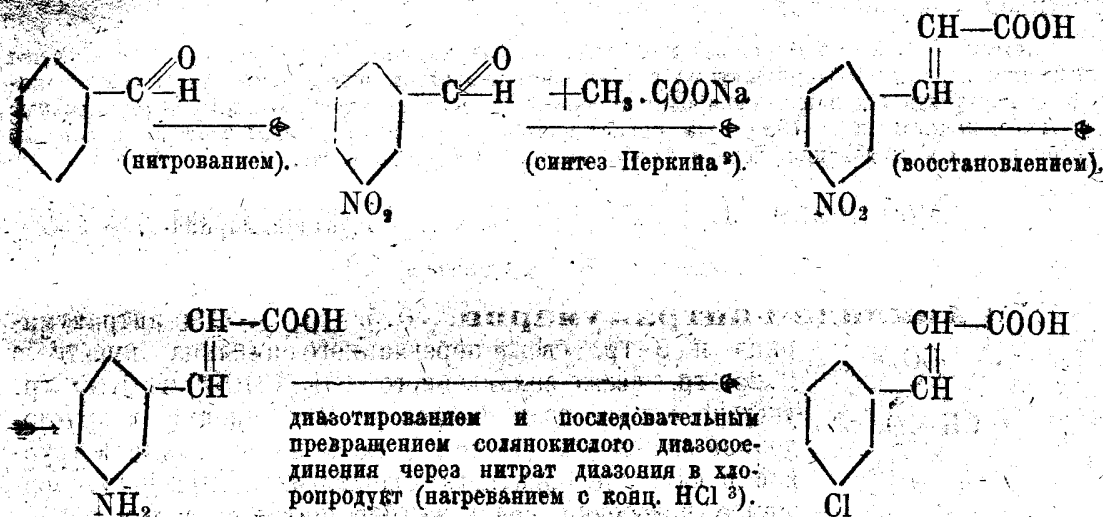 CH—COOH
O
O
C—H
C—H
+CH₃.COONa
CH
(нитрованием).
(синтез Перкина ²).
(восстановлением),
NO₂
NO₂
CH—COOH
CH—COOH
CH
CH
диазотированием и последовательным
превращением солянокислого диазосое-
динения через нитрат диазония в хло-
ропродукт (нагреванием с конц. HCl ³).
NH₂
Cl